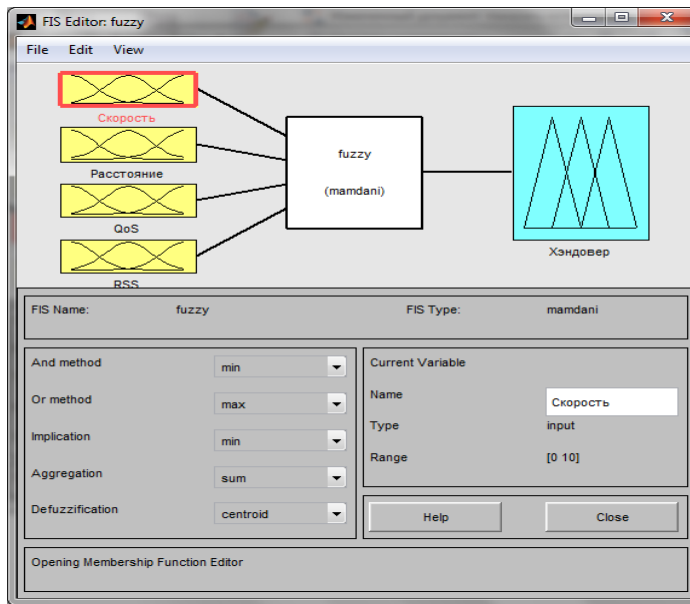 FIS Editor: fuzzy
File Edit View
Скорость
Расстояние
QoS
RSS
fuzzy
(mamdani)
Хэндовер
FIS Name: fuzzy FIS Type: mamdani
And method min
Or method max
Implication min
Aggregation sum
Defuzzification centroid
Current Variable
Name Скорость
Type input
Range [0 10]
Help Close
Opening Membership Function Editor